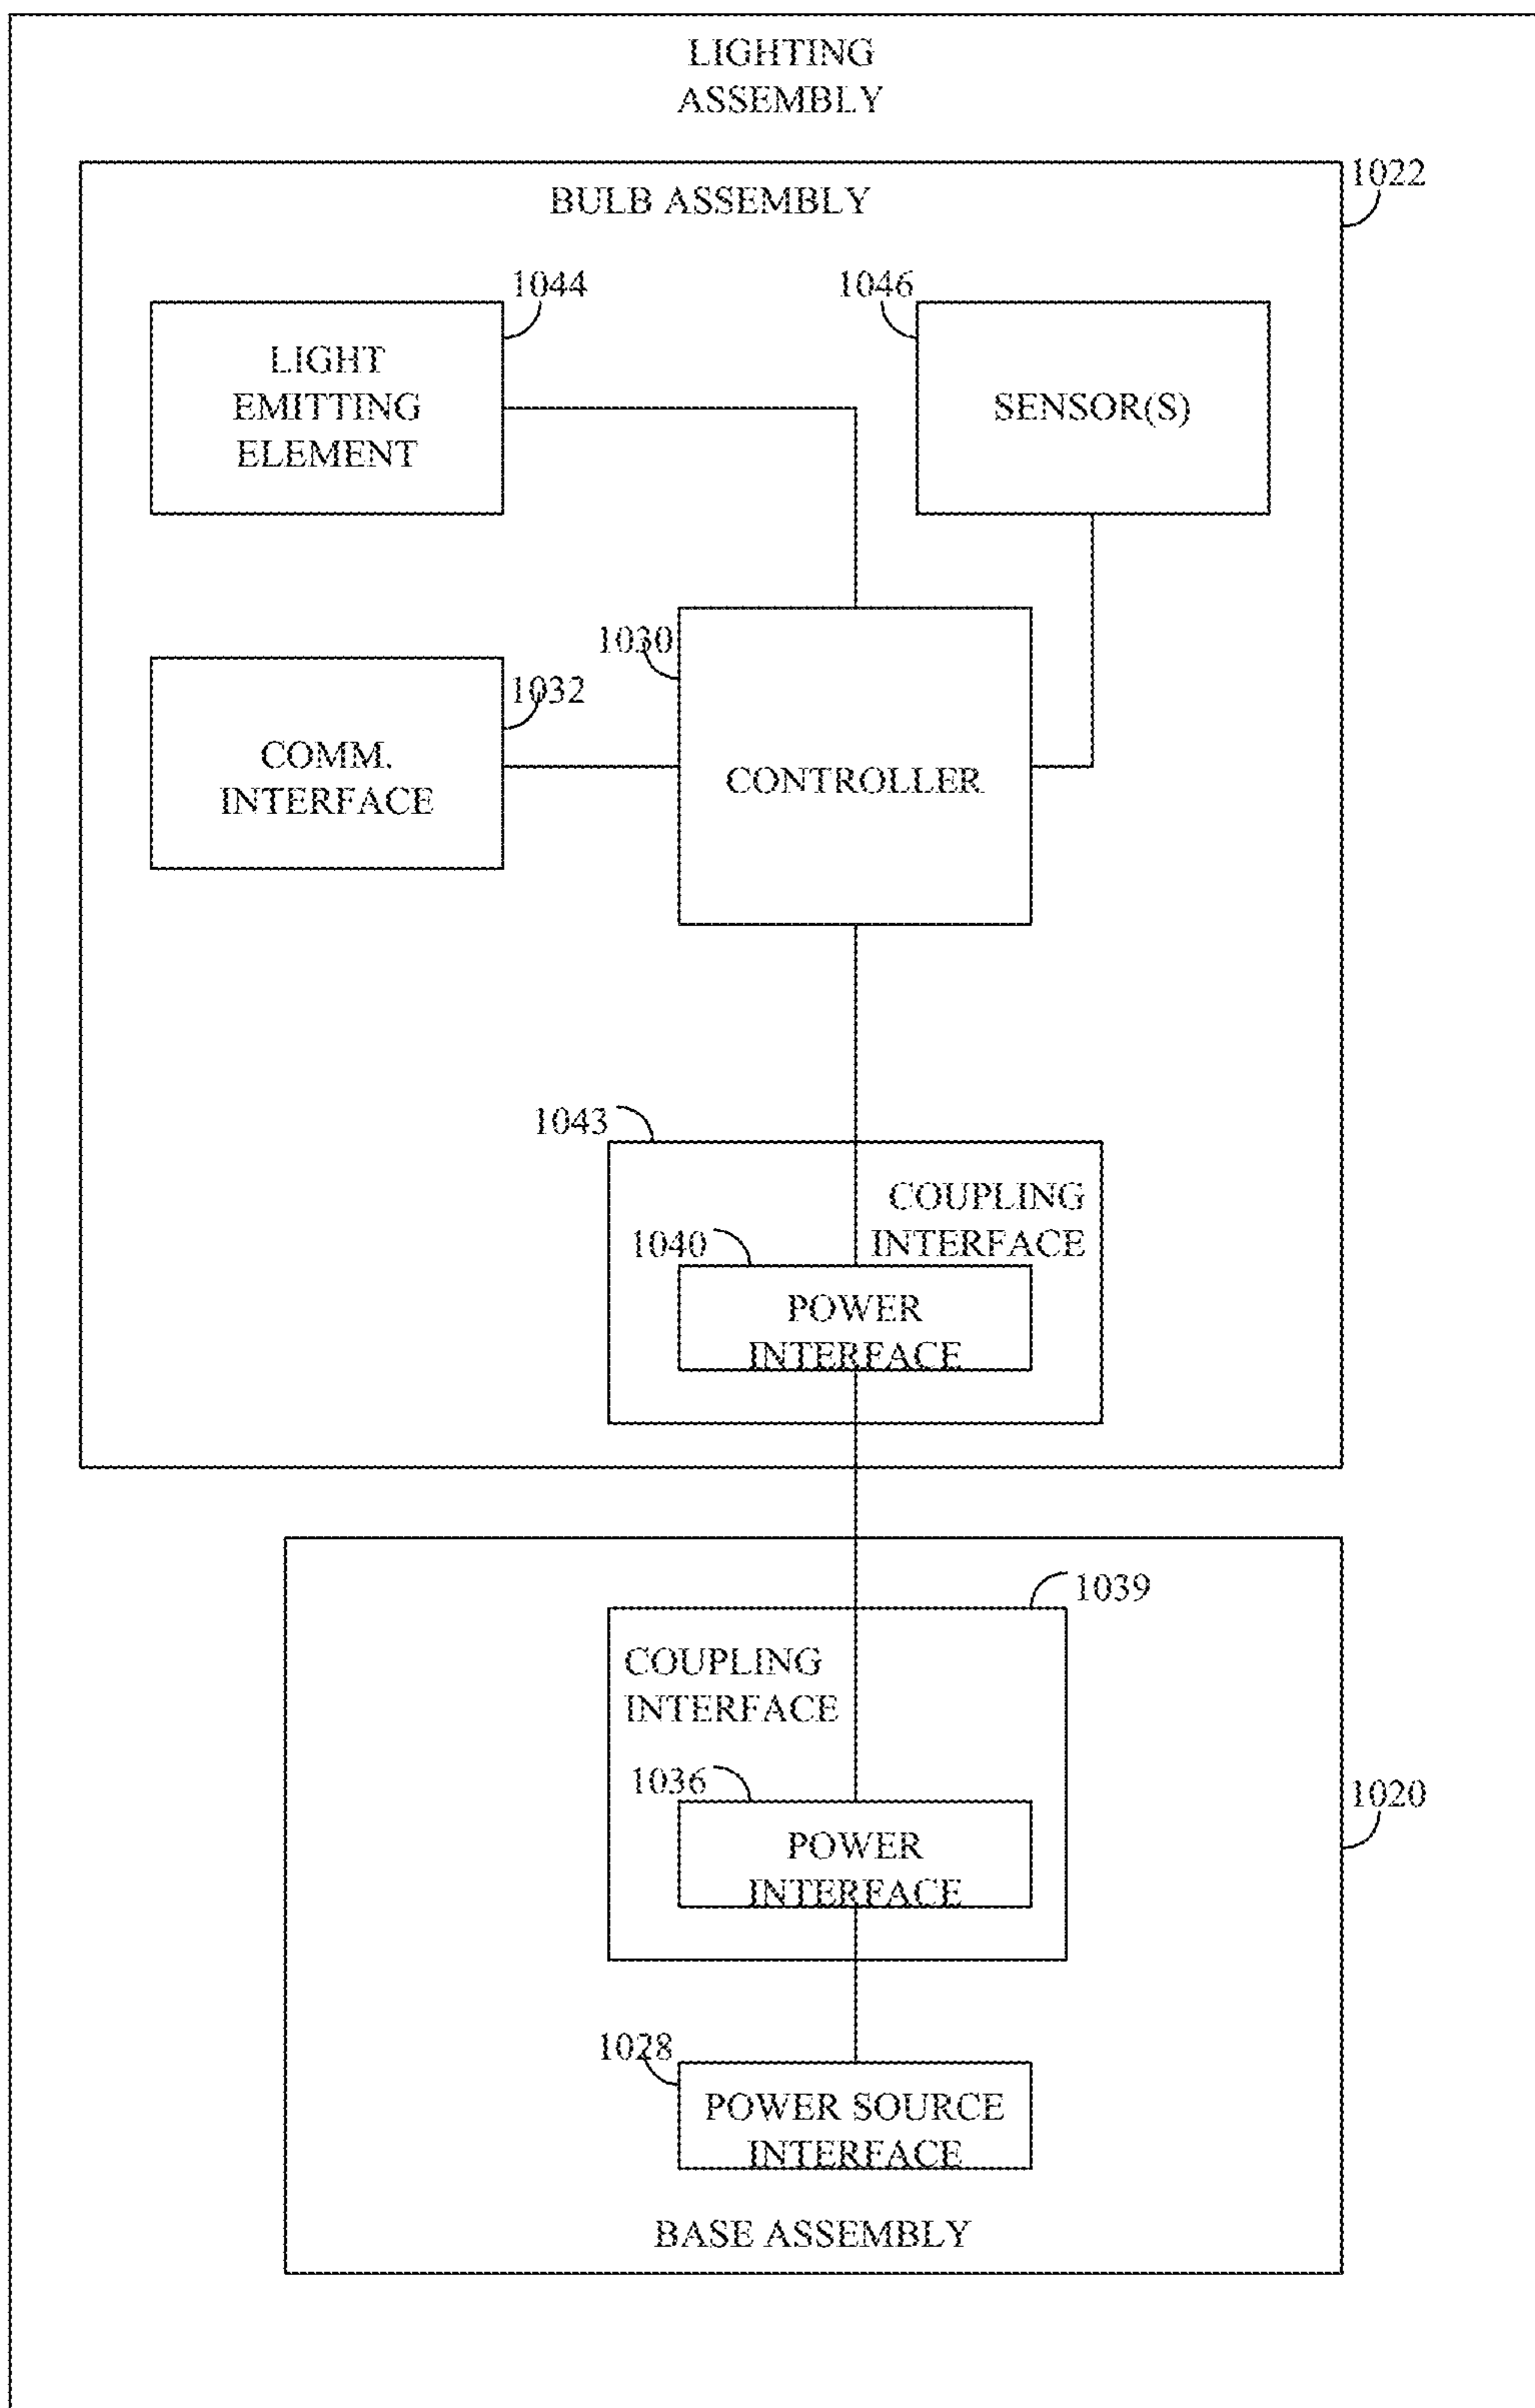 LIGHTING
ASSEMBLY
1022
BULB ASSEMBLY
1044
1046
LIGHT
EMITTING
ELEMENT
SENSOR(S)
1030
1032
COMM.
INTERFACE
CONTROLLER
1043
COUPLING
INTERFACE
1040
POWER
INTERFACE
1039
COUPLING
INTERFACE
1036
1020
POWER
INTERFACE
1028
POWER SOURCE
INTERFACE
BASE ASSEMBLY